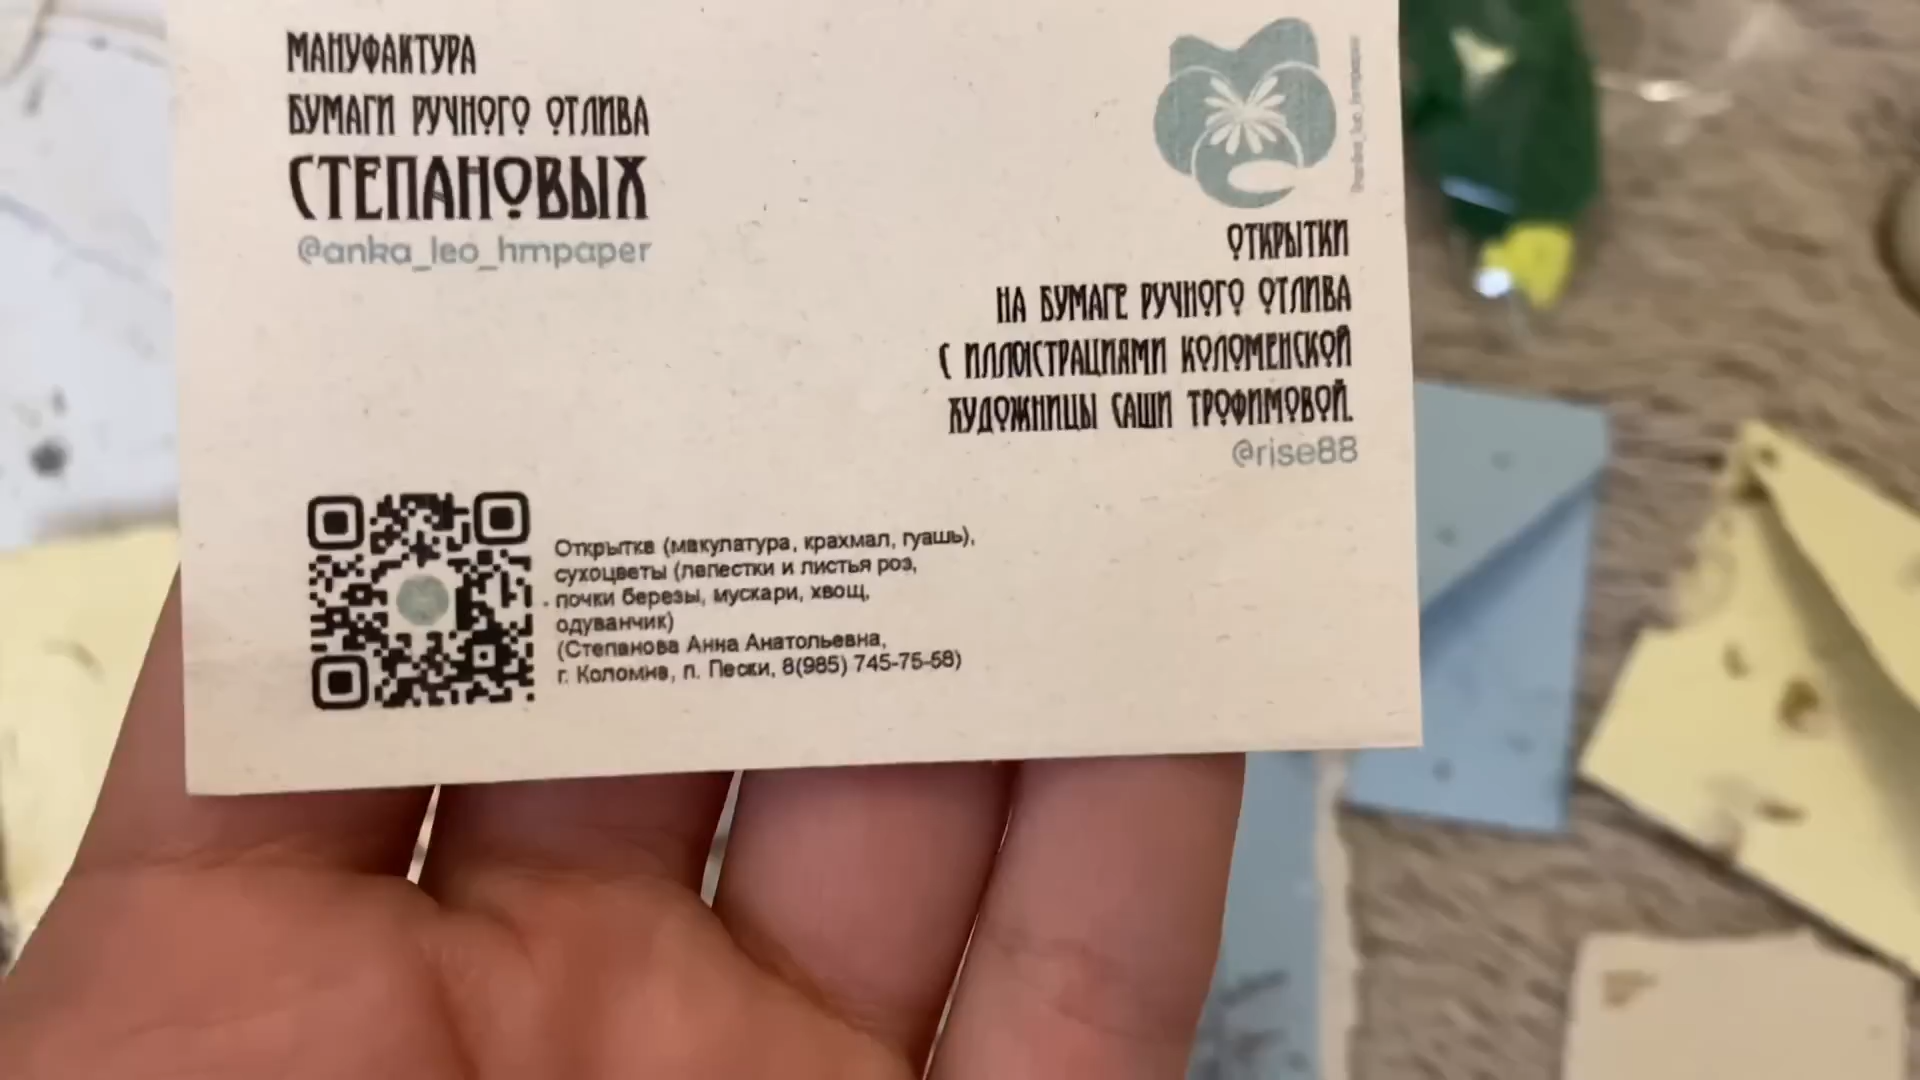 МАНУФАКТУРА
БУМАГИ РУЧНОГО ОТЛИВА
СТЕПАНОВЫХ
@anka_leo_hmpaper
ОТКРЫТКИ
НА БУМАГЕ РУЧНОГО ОТЛИВА
С ИЛЛЮСТРАЦИЯМИ КОЛОМЕНСКОЙ
ХУДОЖНИЦЫ САШИ ТРОФИМОВОЙ.
@rise88
Открытка (макулатура, крахмал, гуашь),
сухоцветы (лепестки и листья роз,
почки березы, мускари, хвощ,
одуванчик)
(Степанова Анна Анатольевна,
г. Коломна, п. Пески, 8(985) 745-75-58)